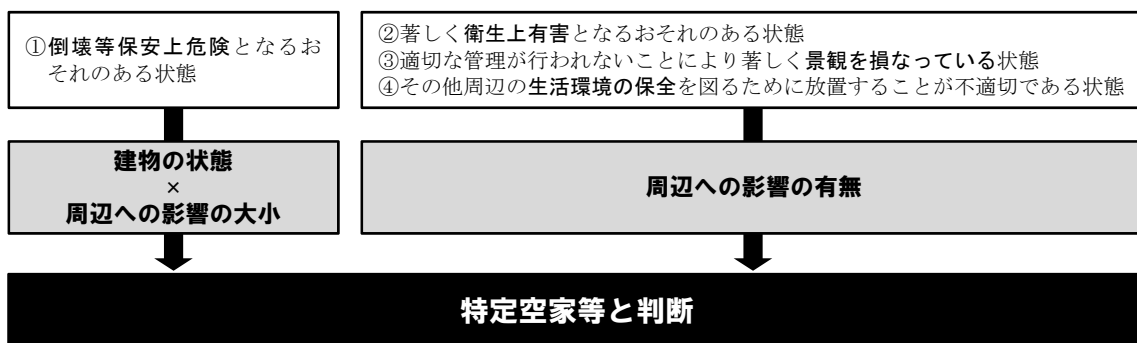 ①倒壊等保安上危険となるお
それのある状態
②著しく衛生上有害となるおそれのある状態
③適切な管理が行われないことにより著しく景観を損なっている状態
④その他周辺の生活環境の保全を図るために放置することが不適切である状態
建物の状態
×
周辺への影響の大小
周辺への影響の有無
特定空家等と判断